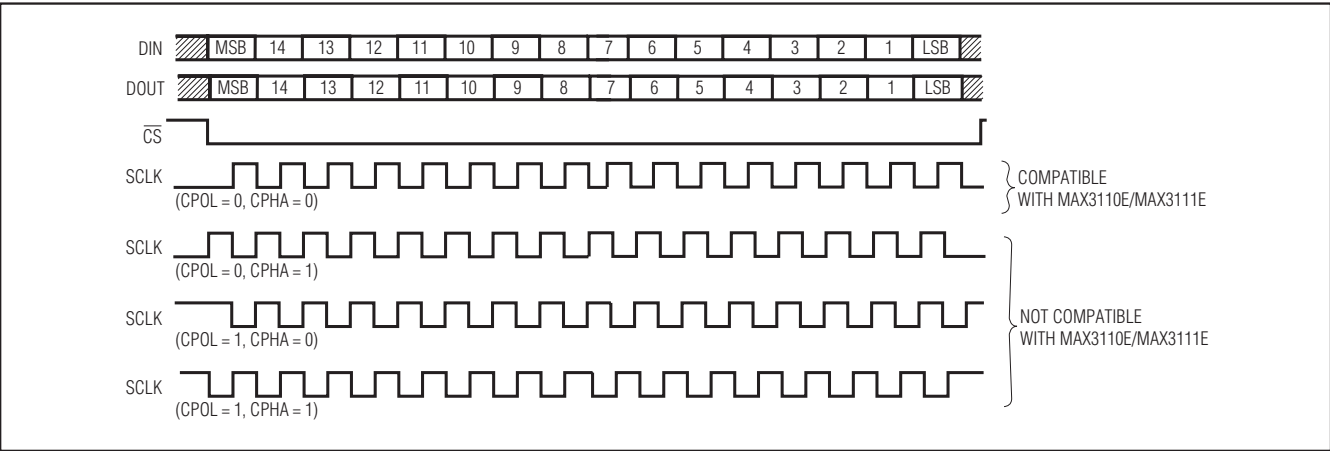 DIN MSB 14 13 12 11 10 9 8 7 6 5 4 3 2 1 LSB
DOUT MSB 14 13 12 11 10 9 8 7 6 5 4 3 2 1 LSB
CS
SCLK
(CPOL = 0, CPHA = 0)
COMPATIBLE
WITH MAX3110E/MAX3111E
SCLK
(CPOL = 0, CPHA = 1)
SCLK
(CPOL = 1, CPHA = 0)
NOT COMPATIBLE
WITH MAX3110E/MAX3111E
SCLK
(CPOL = 1, CPHA = 1)